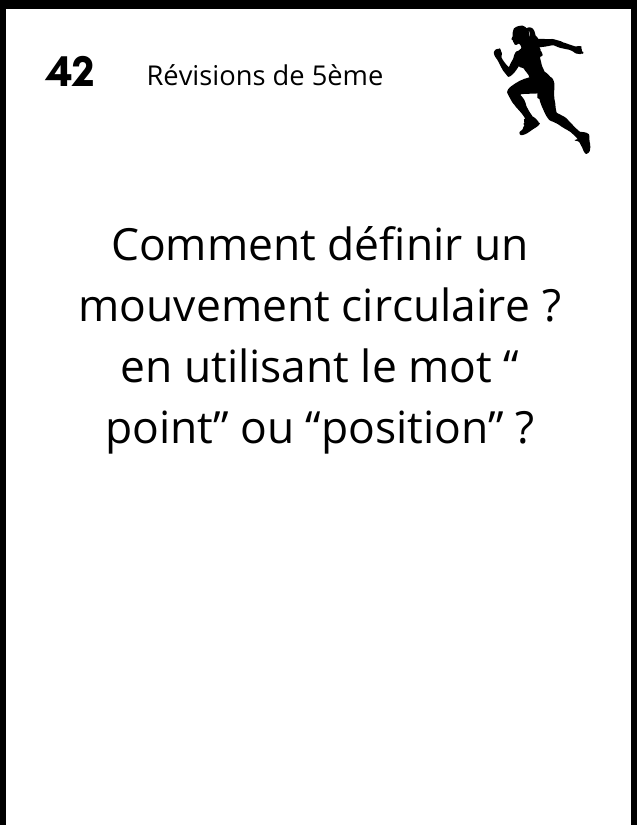 42 Révisions de 5ème
Comment définir un
mouvement circulaire ?
en utilisant le mot “
point” ou “position” ?